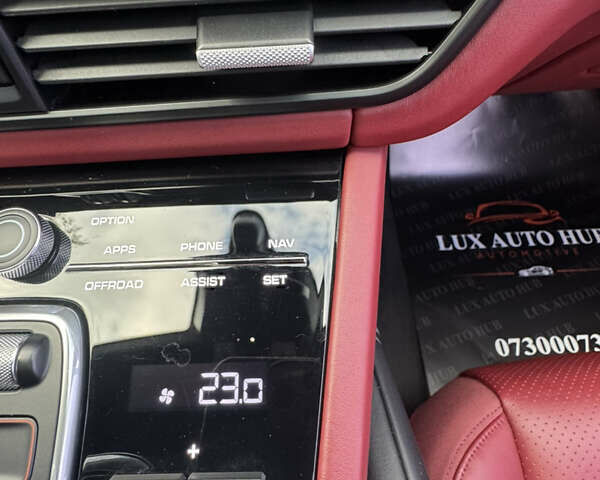 OPTION
APPS PHONE NAV
OFFROAD ASSIST SET
23.0
+
LUX AUTO HUB
LUX AUTO HUB
AUTOMOTIVE
LUX AUTO HUB
LUX AUTO HUB
0730073